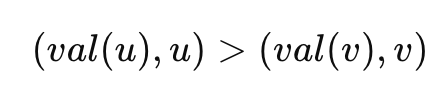 (val(u), u) > (val(v), v)